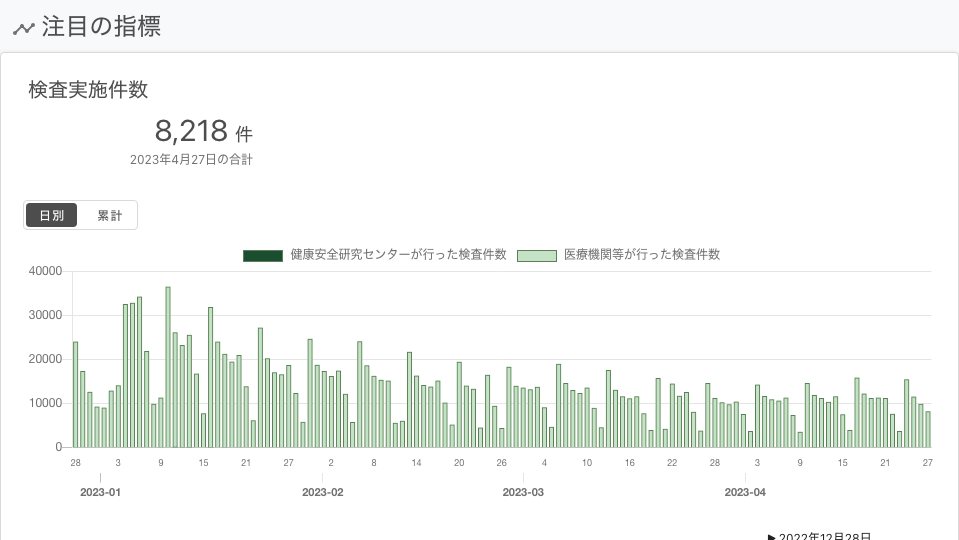 注目の指標
検査実施件数
8,218 件
2023年4月27日の合計
日別 累計
健康安全研究センターが行った検査件数 医療機関等が行った検査件数
40000
30000
20000
10000
0
28 3 9 15 21 27 2 8 14 20 26 4 10 16 22 28 3 9 15 21 27
2023-01 2023-02 2023-03 2023-04
▶ 2022年12月28日